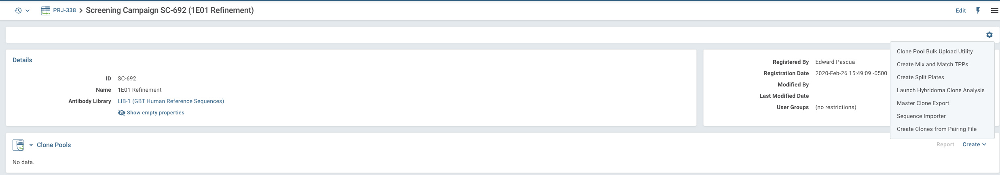 PRJ-338 > Screening Campaign SC-692 (1E01 Refinement)
Edit
Details
ID SC-692
Name 1E01 Refinement
Antibody Library LIB-1 (GBT Human Reference Sequences)
Show empty properties
Registered By Edward Pascua
Registration Date 2020-Feb-26 15:49:09 -0500
Modified By
Last Modified Date
User Groups (no restrictions)
Clone Pool Bulk Upload Utility
Create Mix and Match TPPs
Create Split Plates
Launch Hybridoma Clone Analysis
Master Clone Export
Sequence Importer
Create Clones from Pairing File
Clone Pools
Report Create
No data.